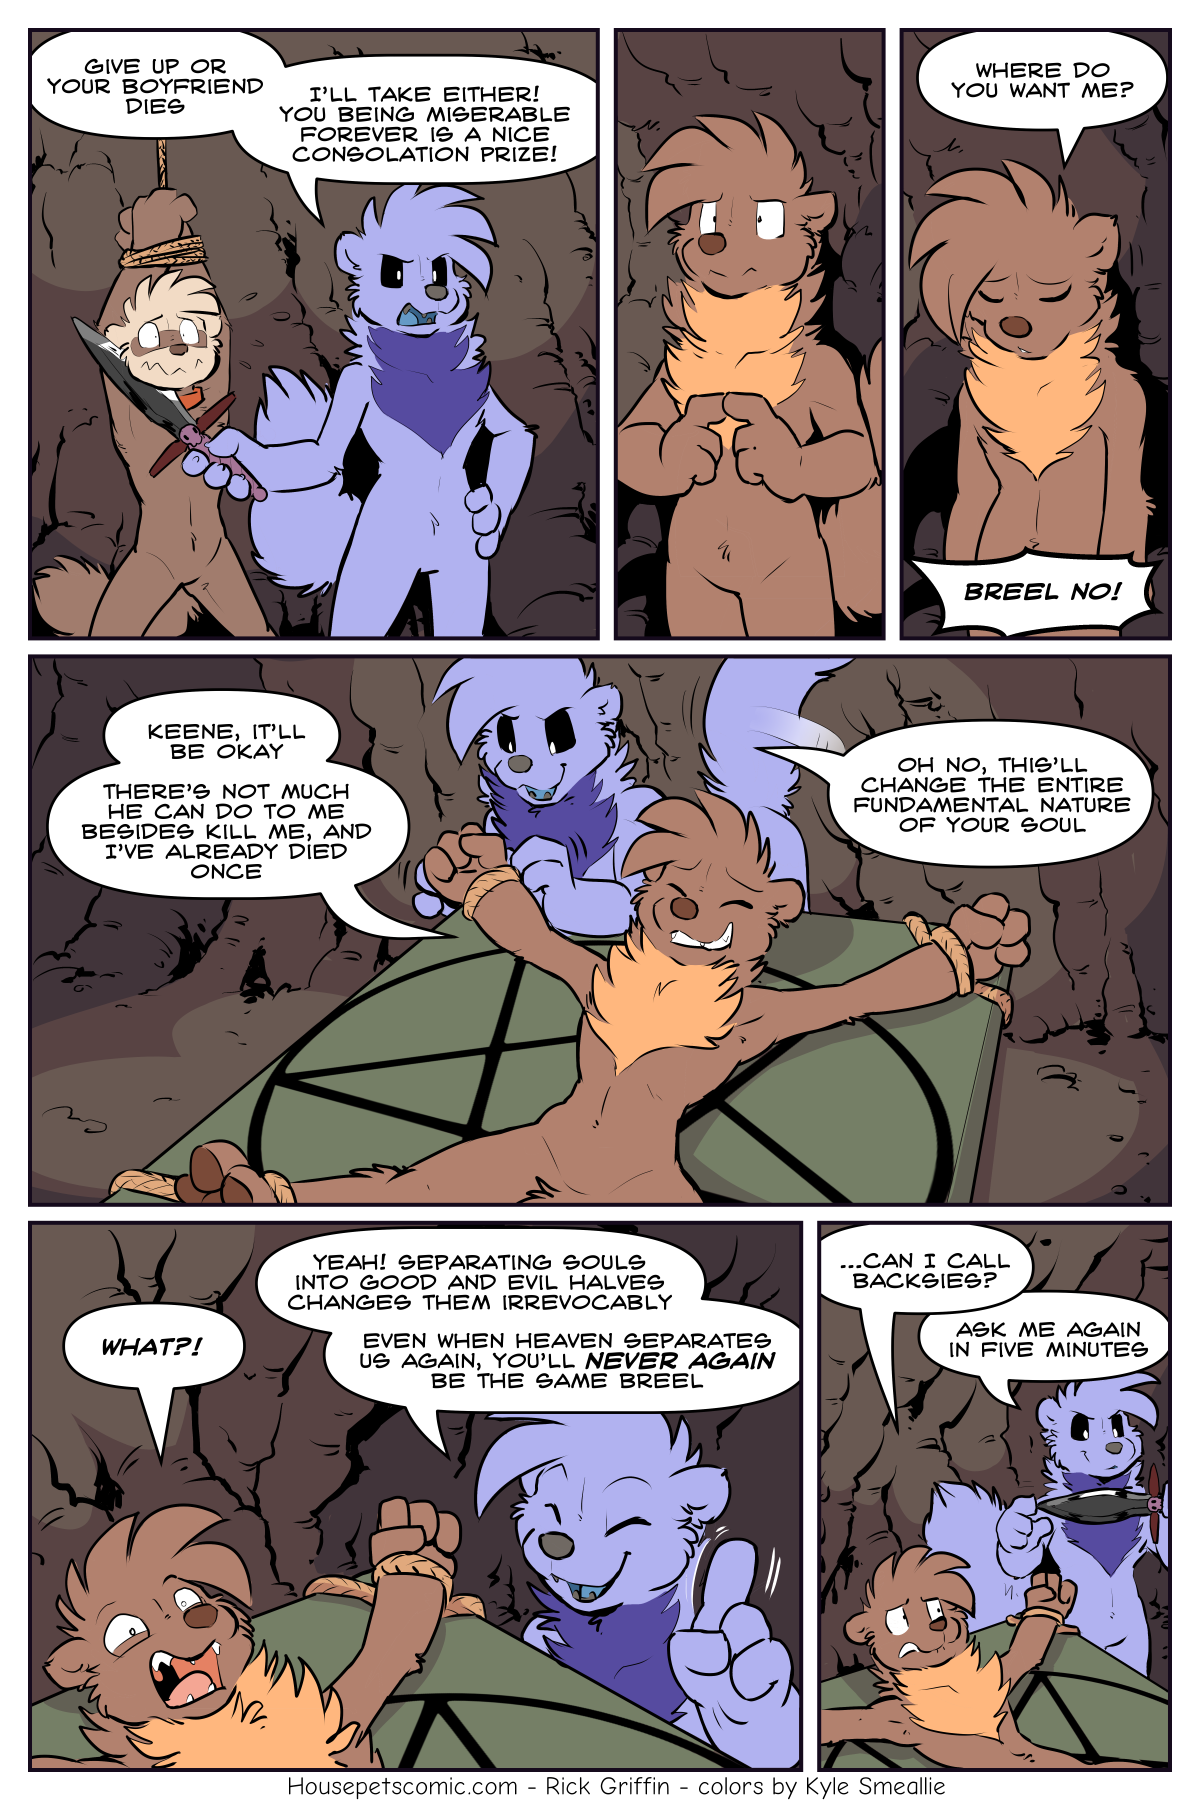 GIVE UP OR
YOUR BOYFRIEND
DIES
I'LL TAKE EITHER!
YOU BEING MISERABLE
FOREVER IS A NICE
CONSOLATION PRIZE!
WHERE DO
YOU WANT ME?
BREEL NO!
KEENE, IT'LL
BE OKAY
THERE'S NOT MUCH
HE CAN DO TO ME
BESIDES KILL ME, AND
I'VE ALREADY DIED
ONCE
OH NO, THIS'LL
CHANGE THE ENTIRE
FUNDAMENTAL NATURE
OF YOUR SOUL
WHAT?!
YEAH! SEPARATING SOULS
INTO GOOD AND EVIL HALVES
CHANGES THEM IRREVOCABLY
EVEN WHEN HEAVEN SEPARATES
US AGAIN, YOU'LL NEVER AGAIN
BE THE SAME BREEL
...CAN I CALL
BACKSIES?
ASK ME AGAIN
IN FIVE MINUTES
Housepetscomic.com - Rick Griffin - colors by Kyle Smeallie